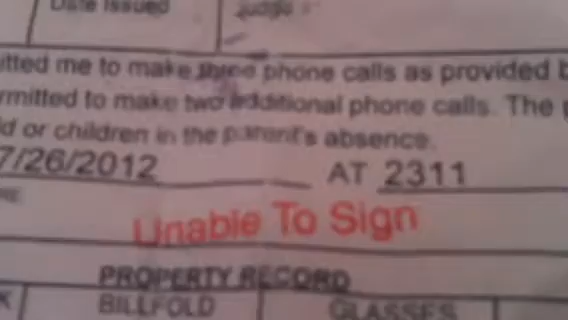 Date Issued Judge
itted me to make three phone calls as provided b
rmitted to make two additional phone calls. The p
ld or children in the parent's absence.
7/26/2012 AT 2311
RE
Unable To Sign
PROPERTY RECORD
K BILLFOLD GLASSES